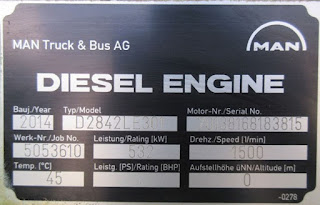 MAN Truck & Bus AG
MAN
DIESEL ENGINE
Bauj./Year Typ/Model Motor-Nr/Serial No.
2014
Werk-Nr./Job No. Leistung/Rating [kW] Drehz./Speed [1/min]
5053610 532 1500
Temp. [°C] Leistg. [PS]/Rating [BHP] Aufstellhöhe üNN/Altitude [m]
45 0
-0278